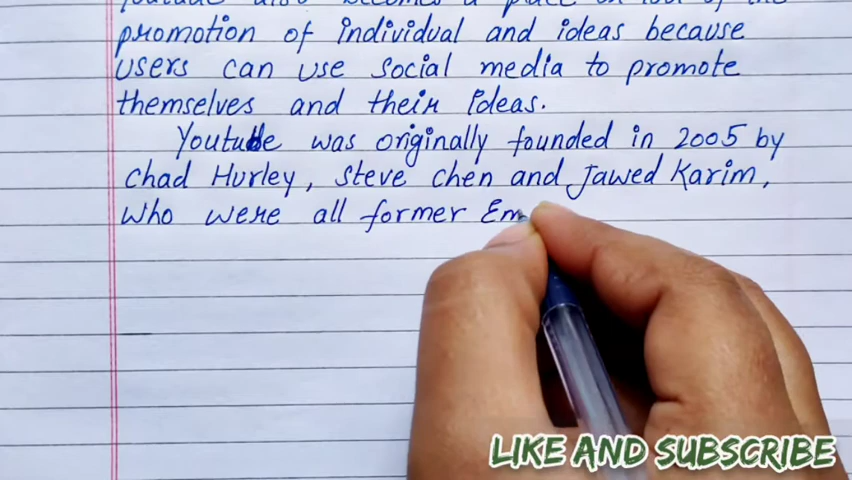 promotion of individual and ideas because
users can use social media to promote
themselves and their ideas.
Youtube was originally founded in 2005 by
Chad Hurley, Steve chen and Jawed Karim,
who were all former Em
LIKE AND SUBSCRIBE